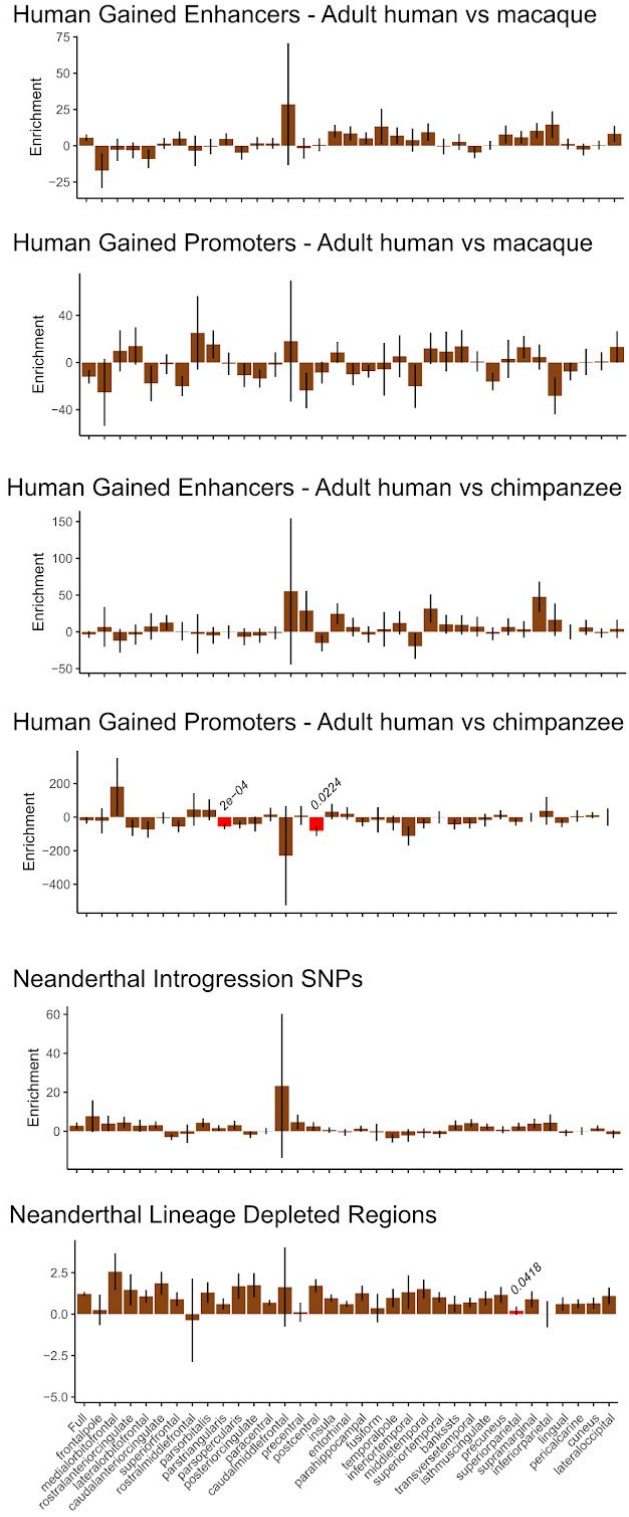 Human Gained Enhancers - Adult human vs macaque
75
50
25
0
−25
Enrichment
Human Gained Promoters - Adult human vs macaque
40
0
−40
Enrichment
Human Gained Enhancers - Adult human vs chimpanzee
150
100
50
0
−50
Enrichment
Human Gained Promoters - Adult human vs chimpanzee
200
0
−200
−400
Enrichment
2e−04
0.0224
Neanderthal Introgression SNPs
60
40
20
0
Enrichment
Neanderthal Lineage Depleted Regions
2.5
0.0
−2.5
−5.0
Enrichment
0.0418
Full
frontalpole
medialorbitofrontal
rostralanteriorcingulate
lateralorbitofrontal
caudalanteriorcingulate
superiorfrontal
rostramiddlefrontal
parsorbitalis
parstriangularis
parsopercularis
posteriorcingulate
paracentral
caudalmiddlefrontal
precentral
postcentral
insula
entorhinal
parahippocampal
fusiform
temporalpole
inferiortemporal
middletemporal
superiortemporal
bankssts
transversetemporal
isthmuscingulate
precuneus
superiorparietal
supramarginal
inferiorparietal
lingual
pericalcarine
cuneus
lateraloccipital